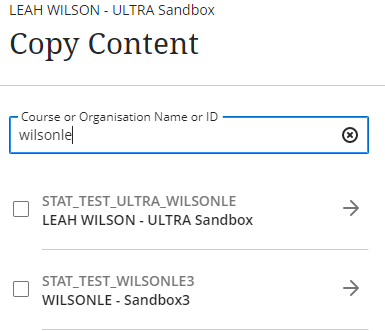 LEAH WILSON - ULTRA Sandbox
Copy Content
Course or Organisation Name or ID
wilsonle
STAT_TEST_ULTRA_WILSONLE
LEAH WILSON - ULTRA Sandbox
STAT_TEST_WILSONLE3
WILSONLE - Sandbox3